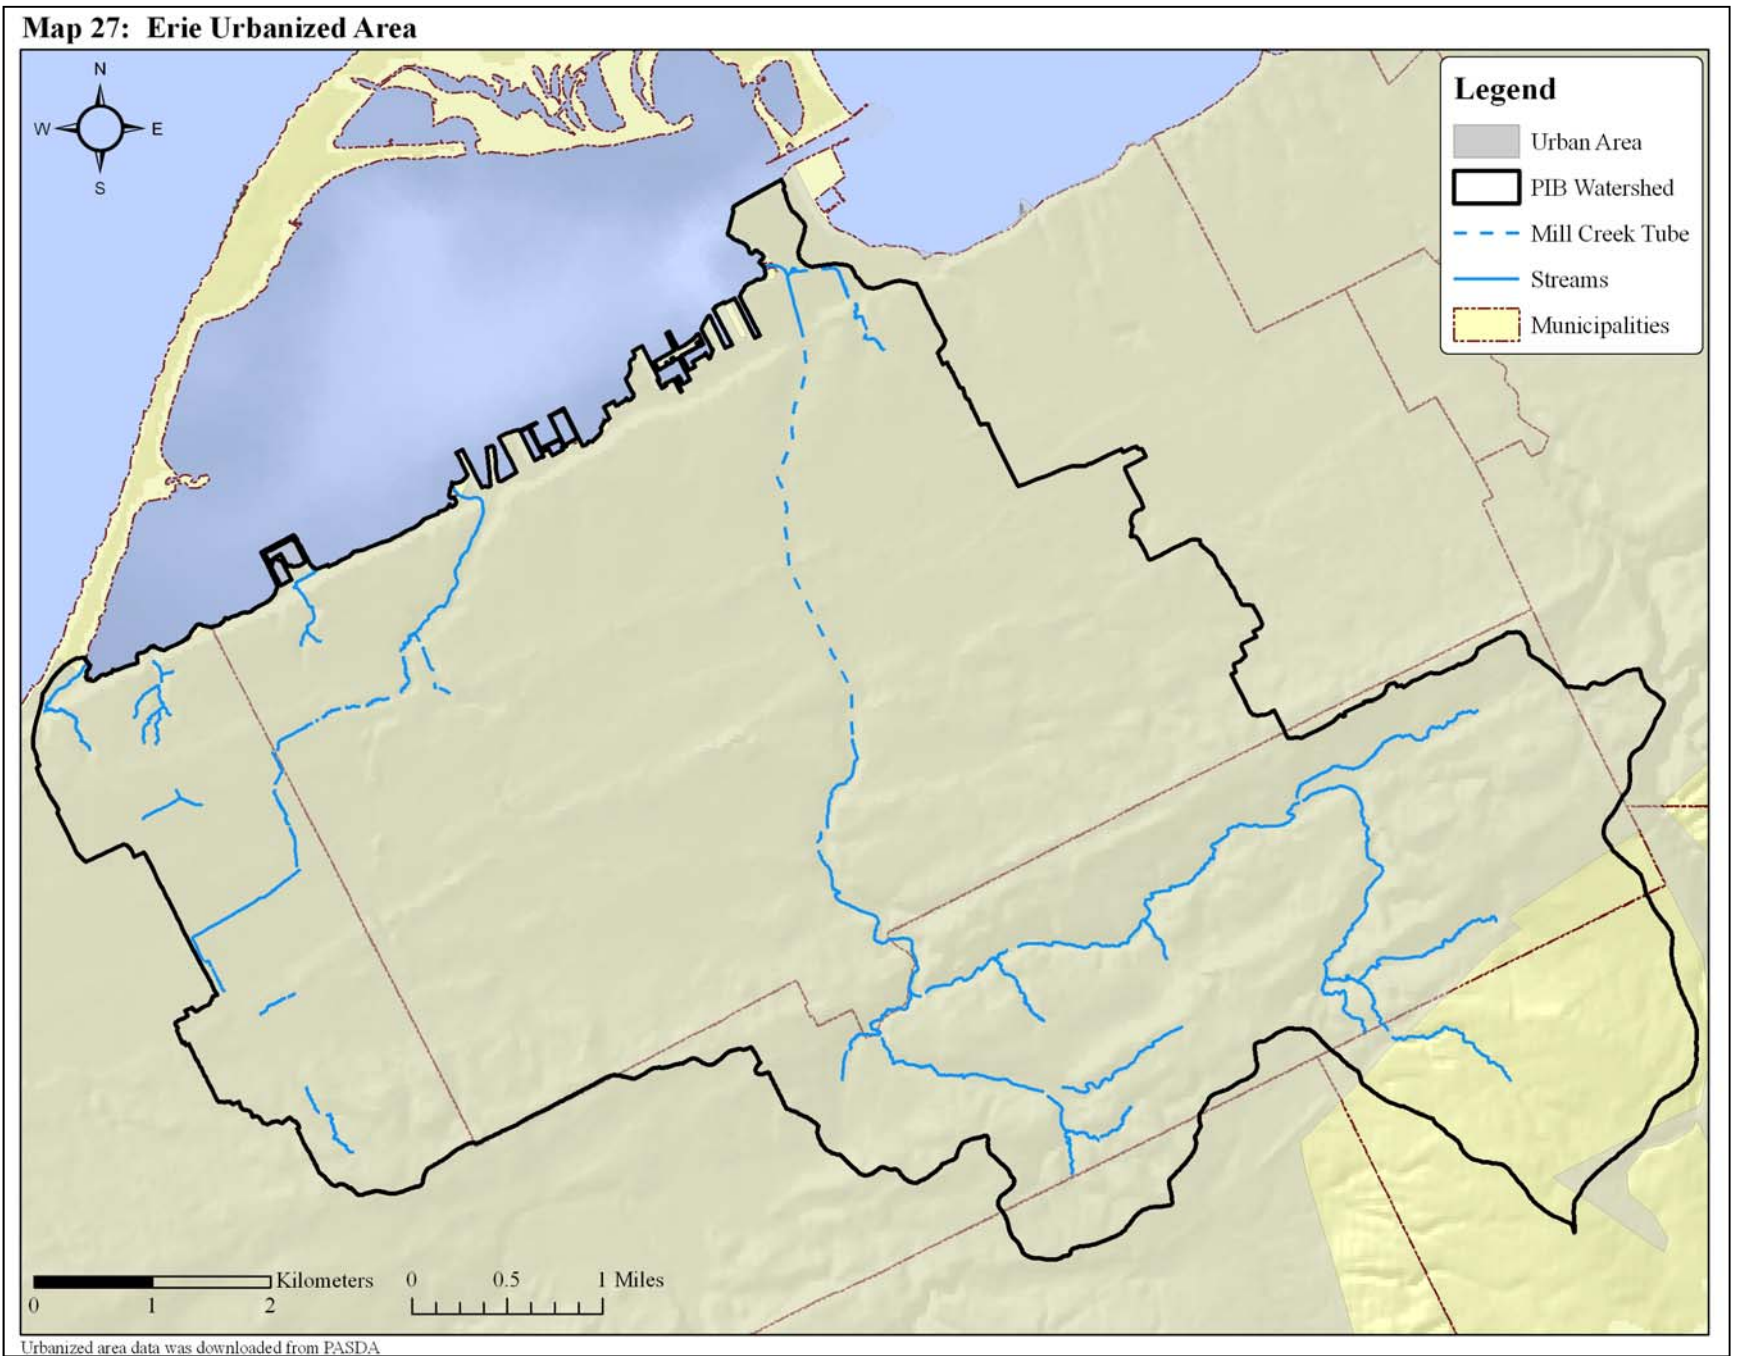 Map 27: Erie Urbanized Area
N
W E
S
Legend
Urban Area
PIB Watershed
Mill Creek Tube
Streams
Municipalities
Kilometers
0 1 2
0 0.5 1 Miles
Urbanized area data was downloaded from PASDA